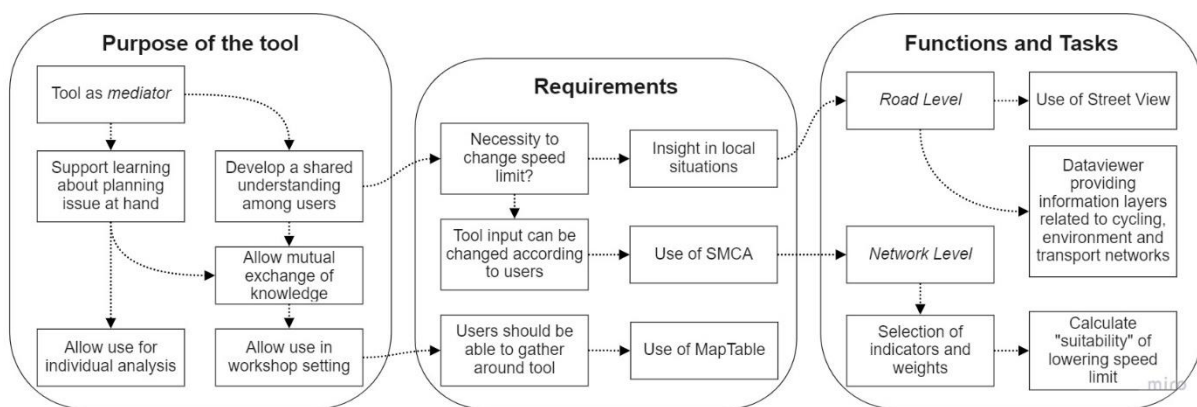 Purpose of the tool
Tool as mediator
Support learning
about planning
issue at hand
Develop a shared
understanding
among users
Allow mutual
exchange of
knowledge
Allow use for
individual analysis
Allow use in
workshop setting
Requirements
Necessity to
change speed
limit?
Insight in local
situations
Tool input can be
changed according
to users
Use of SMCA
Users should be
able to gather
around tool
Use of MapTable
Functions and Tasks
Road Level
Use of Street View
Dataviewer
providing
information layers
related to cycling,
environment and
transport networks
Network Level
Selection of
indicators and
weights
Calculate
"suitability" of
lowering speed
limit
miro